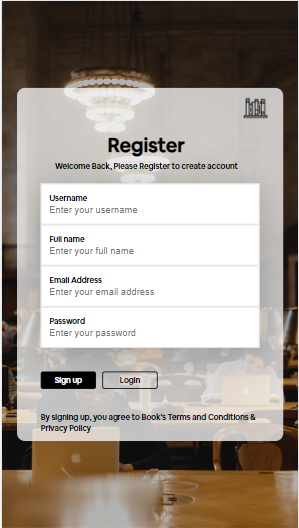 Register
Welcome Back, Please Register to create account
Username
Enter your username
Full name
Enter your full name
Email Address
Enter your email address
Password
Enter your password
Sign up
Login
By signing up, you agree to Book's Terms and Conditions &
Privacy Policy